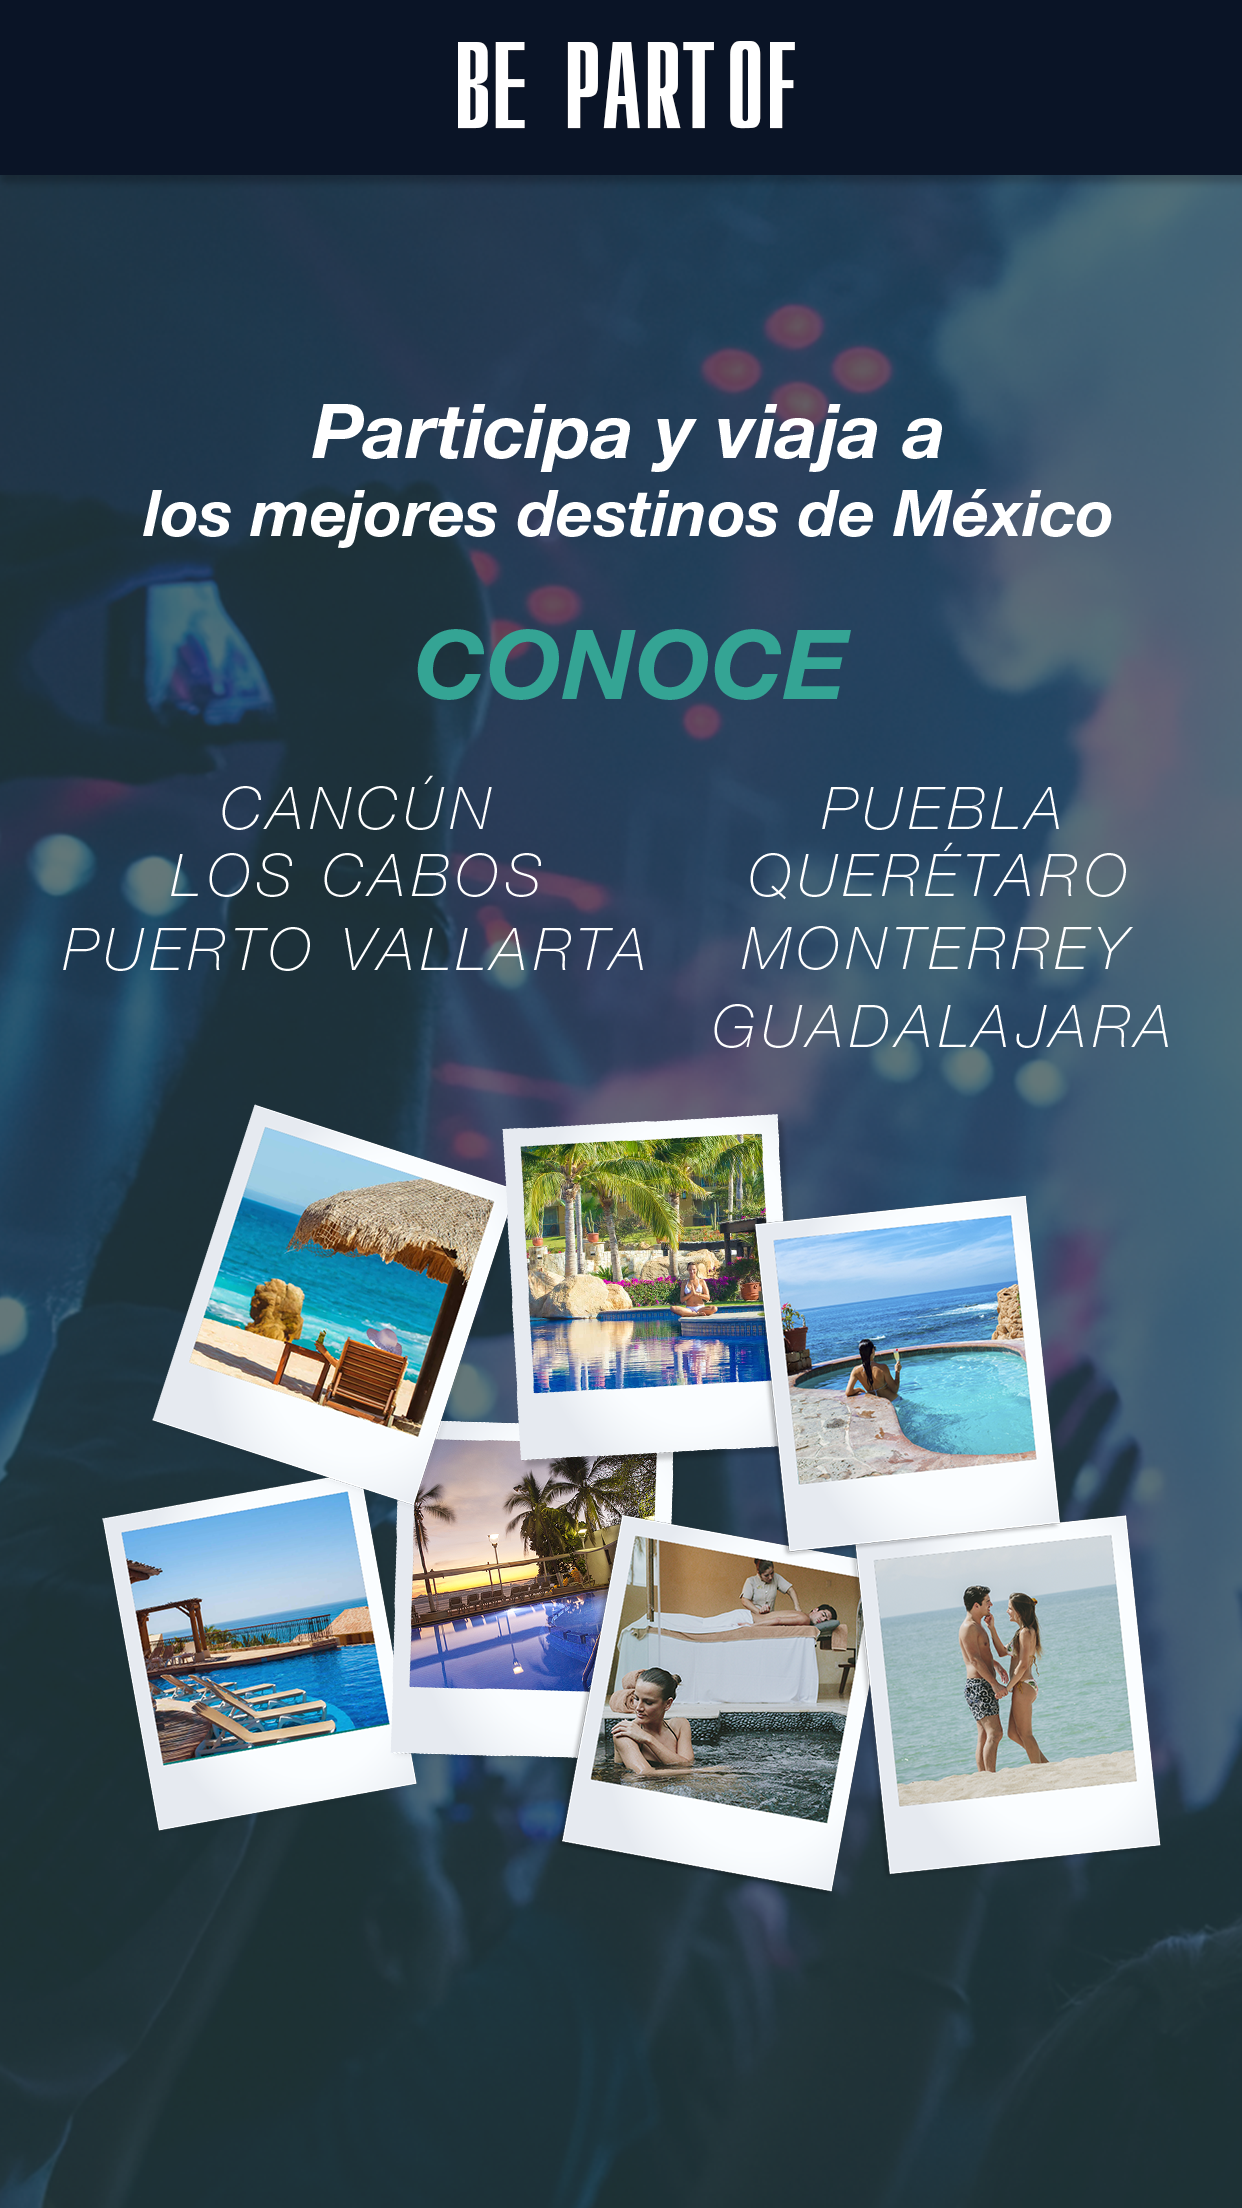 BE PART OF
Participa y viaja a
los mejores destinos de México
CONOCE
CANCÚN
LOS CABOS
PUERTO VALLARTA
PUEBLA
QUERÉTARO
MONTERREY
GUADALAJARA